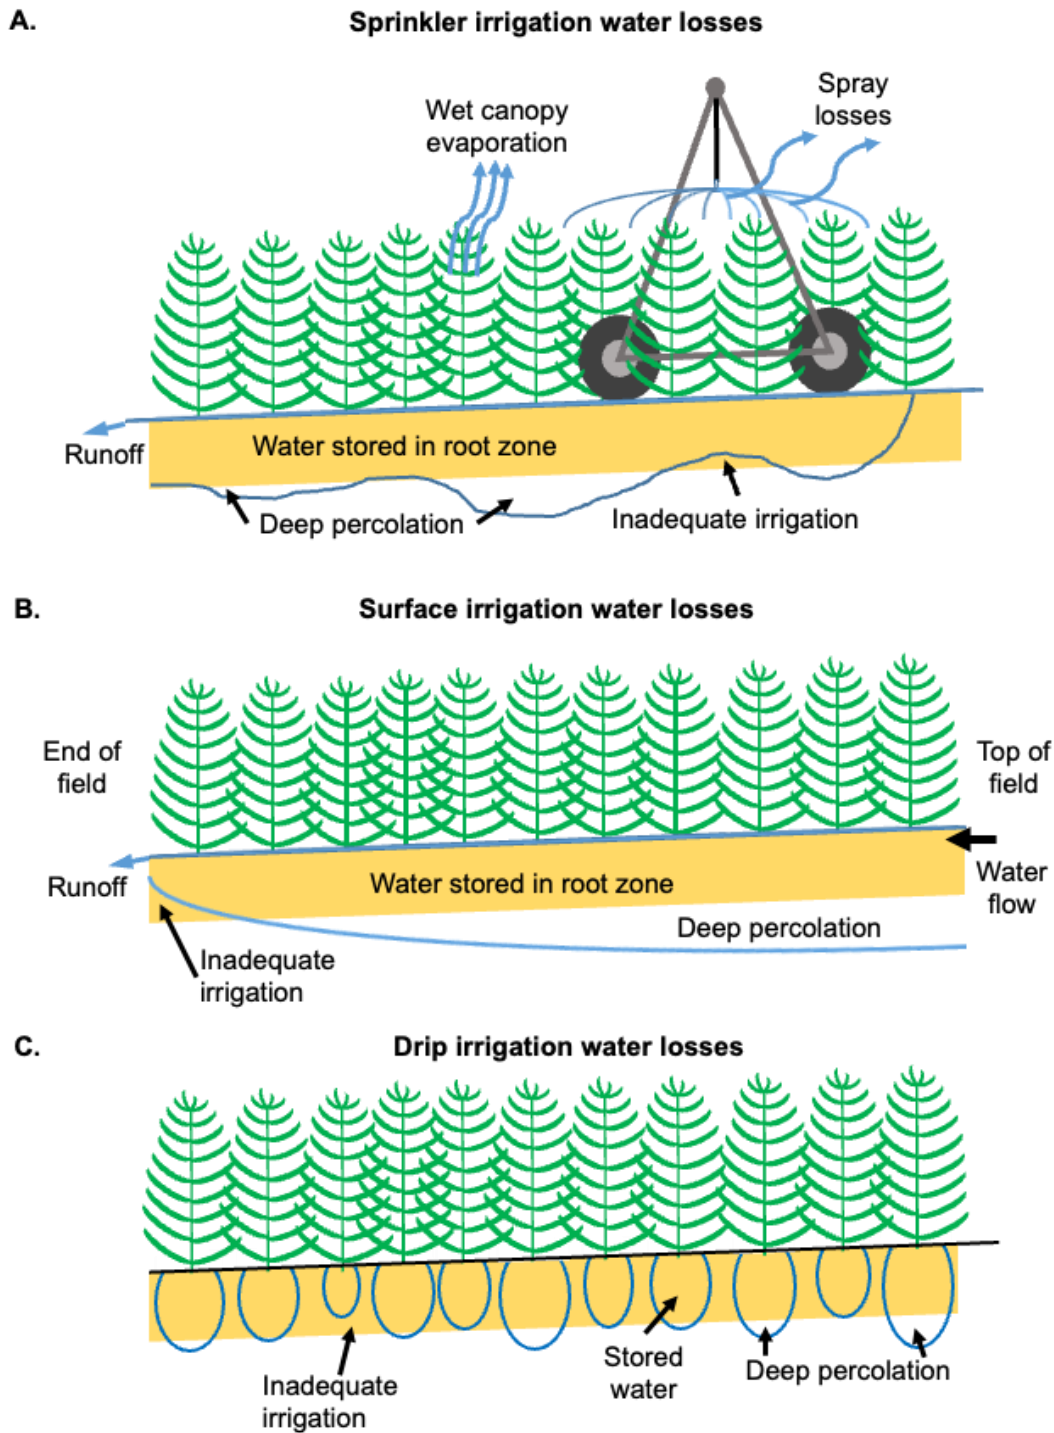 A.
Sprinkler irrigation water losses
Wet canopy
evaporation
Spray
losses
Runoff
Water stored in root zone
Deep percolation
Inadequate irrigation
B.
Surface irrigation water losses
End of
field
Top of
field
Runoff
Water stored in root zone
Water
flow
Deep percolation
Inadequate
irrigation
C.
Drip irrigation water losses
Inadequate
irrigation
Stored
water
Deep percolation